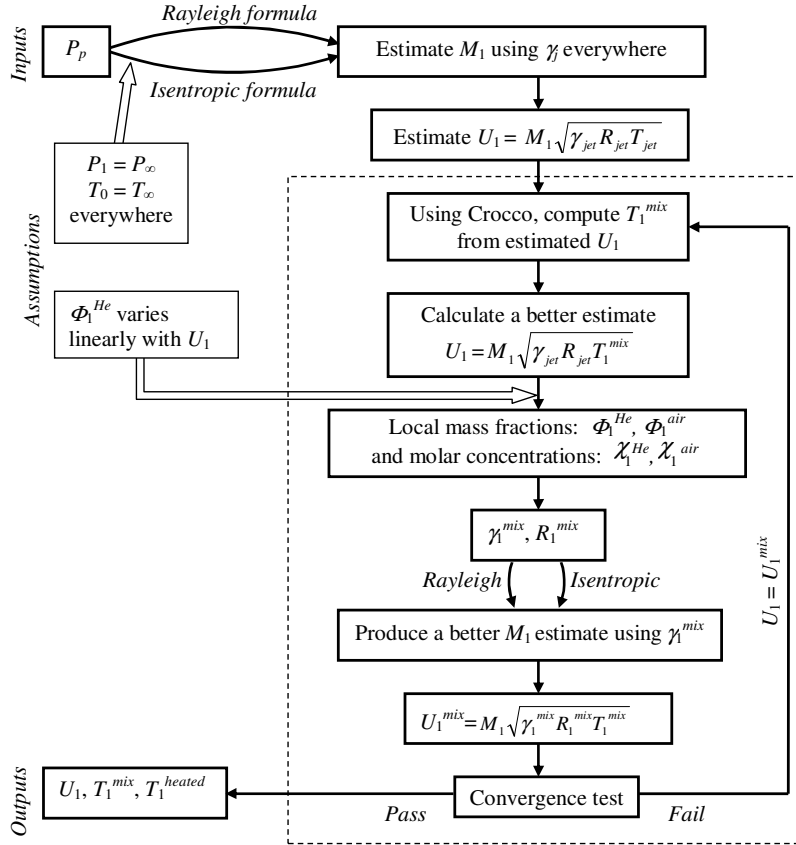 Inputs
P_p
Rayleigh formula
Isentropic formula
Estimate M_1 using γ_j everywhere
Estimate U_1 = M_1 √(γ_jet R_jet T_jet)
P_1 = P_∞
T_0 = T_∞
everywhere
Assumptions
Using Crocco, compute T_1^mix
from estimated U_1
Φ_1^He varies
linearly with U_1
Calculate a better estimate
U_1 = M_1 √(γ_jet R_jet T_1^mix)
Local mass fractions: Φ_1^He, Φ_1^air
and molar concentrations: χ_1^He, χ_1^air
γ_1^mix, R_1^mix
Rayleigh
Isentropic
Produce a better M_1 estimate using γ_1^mix
U_1^mix = M_1 √(γ_1^mix R_1^mix T_1^mix)
U_1 = U_1^mix
Convergence test
Pass
Fail
Outputs
U_1, T_1^mix, T_1^heated